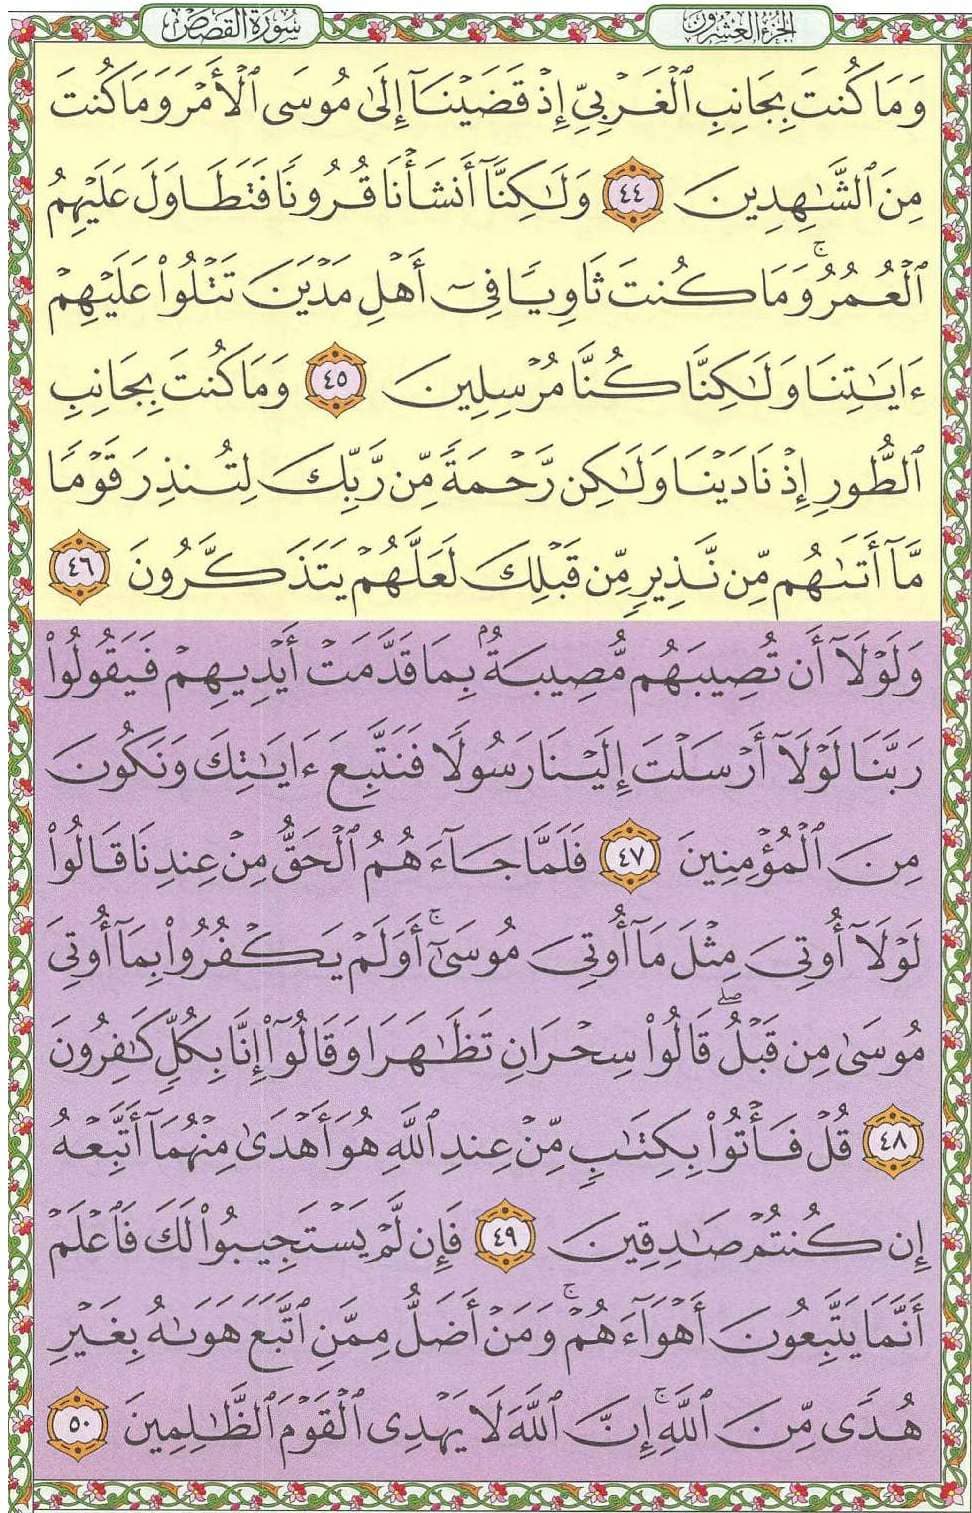 الجزء العشرون
سورة القصص
وَمَا كُنتَ بِجَانِبِ ٱلْغَرْبِيِّ إِذْ قَضَيْنَآ إِلَىٰ مُوسَى ٱلْأَمْرَ وَمَا كُنتَ
مِنَ ٱلشَّٰهِدِينَ ٤٤ وَلَٰكِنَّآ أَنشَأْنَا قُرُونًا فَتَطَاوَلَ عَلَيْهِمُ
ٱلْعُمُرُ ۚ وَمَا كُنتَ ثَاوِيًا فِىٓ أَهْلِ مَدْيَنَ تَتْلُوا۟ عَلَيْهِمْ
ءَايَٰتِنَا وَلَٰكِنَّا كُنَّا مُرْسِلِينَ ٤٥ وَمَا كُنتَ بِجَانِبِ
ٱلطُّورِ إِذْ نَادَيْنَا وَلَٰكِن رَّحْمَةً مِّن رَّبِّكَ لِتُنذِرَ قَوْمًا
مَّآ أَتَىٰهُم مِّن نَّذِيرٍ مِّن قَبْلِكَ لَعَلَّهُمْ يَتَذَكَّرُونَ ٤٦
وَلَوْلَآ أَن تُصِيبَهُم مُّصِيبَةٌۢ بِمَا قَدَّمَتْ أَيْدِيهِمْ فَيَقُولُوا۟
رَبَّنَا لَوْلَآ أَرْسَلْتَ إِلَيْنَا رَسُولًا فَنَتَّبِعَ ءَايَٰتِكَ وَنَكُونَ
مِنَ ٱلْمُؤْمِنِينَ ٤٧ فَلَمَّا جَآءَهُمُ ٱلْحَقُّ مِنْ عِندِنَا قَالُوا۟
لَوْلَآ أُوتِىَ مِثْلَ مَآ أُوتِىَ مُوسَىٰٓ ۚ أَوَلَمْ يَكْفُرُوا۟ بِمَآ أُوتِىَ
مُوسَىٰ مِن قَبْلُ ۖ قَالُوا۟ سِحْرَانِ تَظَٰهَرَا وَقَالُوٓا۟ إِنَّا بِكُلٍّ كَٰفِرُونَ
٤٨ قُلْ فَأْتُوا۟ بِكِتَٰبٍ مِّنْ عِندِ ٱللَّهِ هُوَ أَهْدَىٰ مِنْهُمَآ أَتَّبِعْهُ
إِن كُنتُمْ صَٰدِقِينَ ٤٩ فَإِن لَّمْ يَسْتَجِيبُوا۟ لَكَ فَٱعْلَمْ
أَنَّمَا يَتَّبِعُونَ أَهْوَآءَهُمْ ۚ وَمَنْ أَضَلُّ مِمَّنِ ٱتَّبَعَ هَوَىٰهُ بِغَيْرِ
هُدًى مِّنَ ٱللَّهِ ۚ إِنَّ ٱللَّهَ لَا يَهْدِى ٱلْقَوْمَ ٱلظَّٰلِمِينَ ٥٠